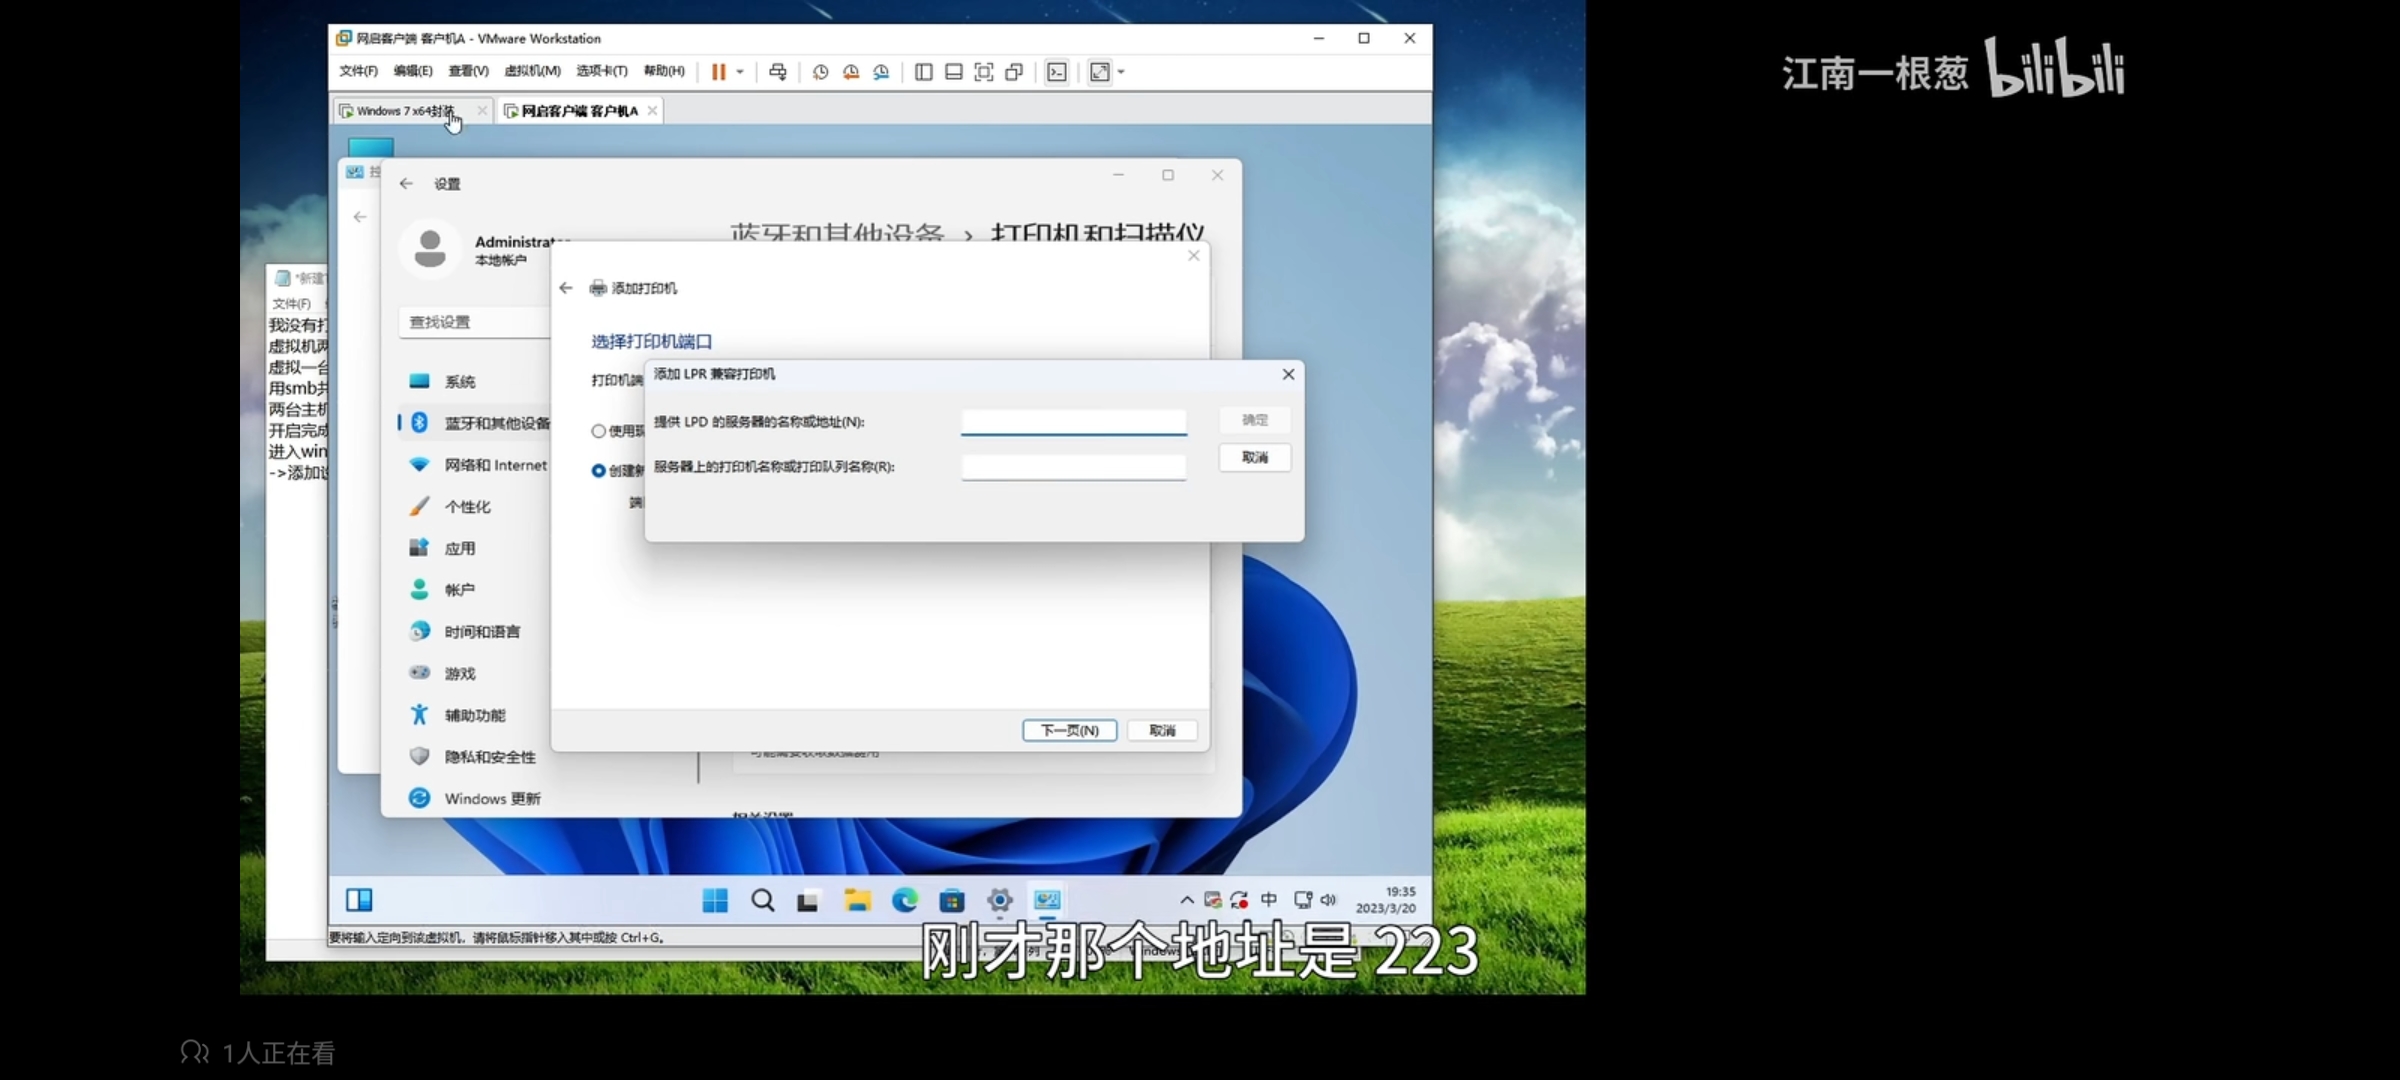 江南一根葱 bilibili
网启客户端 客户机A - VMware Workstation
文件(F) 编辑(E) 查看(V) 虚拟机(M) 选项卡(T) 帮助(H)
Windows 7 x64封装
网启客户端 客户机A
控
设置
Administrator
本地帐户
蓝牙和其他设备 › 打印机和扫描仪
*新建
文件(F)
我没有打
虚拟机两
虚拟一台
用smb共
两台主机
开启完成
进入win
->添加设
查找设置
系统
蓝牙和其他设备
网络和 Internet
个性化
应用
帐户
时间和语言
游戏
辅助功能
隐私和安全性
Windows 更新
添加打印机
选择打印机端口
打印机端
使用现
创建新
端
添加 LPR 兼容打印机
提供 LPD 的服务器的名称或地址(N):
确定
服务器上的打印机名称或打印队列名称(R):
取消
下一页(N)
取消
相关设置
中
19:35
2023/3/20
要将输入定向到该虚拟机，请将鼠标指针移入其中或按 Ctrl+G。
刚才那个地址是 223
1人正在看